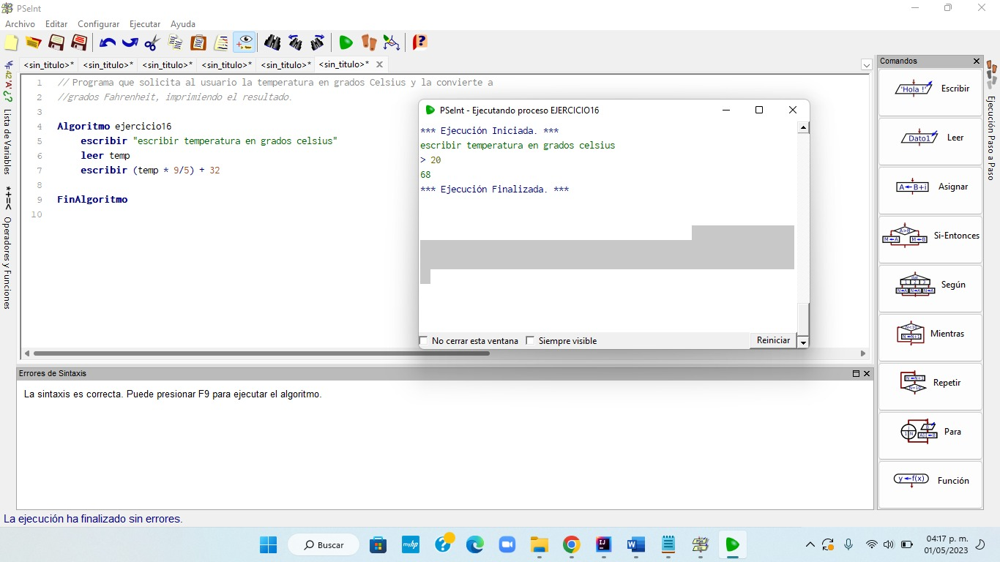 PSeInt
Archivo Editar Configurar Ejecutar Ayuda
<sin_titulo>* <sin_titulo>* <sin_titulo>* <sin_titulo>* <sin_titulo>* <sin_titulo>*
Lista de Variables
Operadores y Funciones
1 // Programa que solicita al usuario la temperatura en grados Celsius y la convierte a
2 //grados Fahrenheit, imprimiendo el resultado.
3
4 Algoritmo ejercicio16
5 escribir "escribir temperatura en grados celsius"
6 leer temp
7 escribir (temp * 9/5) + 32
8
9 FinAlgoritmo
10
PSeInt - Ejecutando proceso EJERCICIO16
*** Ejecución Iniciada. ***
escribir temperatura en grados celsius
> 20
68
*** Ejecución Finalizada. ***
No cerrar esta ventana Siempre visible Reiniciar
Comandos
'Hola !' Escribir
Dato1 Leer
A←B+i Asignar
A>B Si-Entonces
Según
Mientras
Repetir
Para
y←f(x) Función
Ejecución Paso a Paso
Errores de Sintaxis
La sintaxis es correcta. Puede presionar F9 para ejecutar el algoritmo.
La ejecución ha finalizado sin errores.
Buscar
myhp
04:17 p. m.
01/05/2023